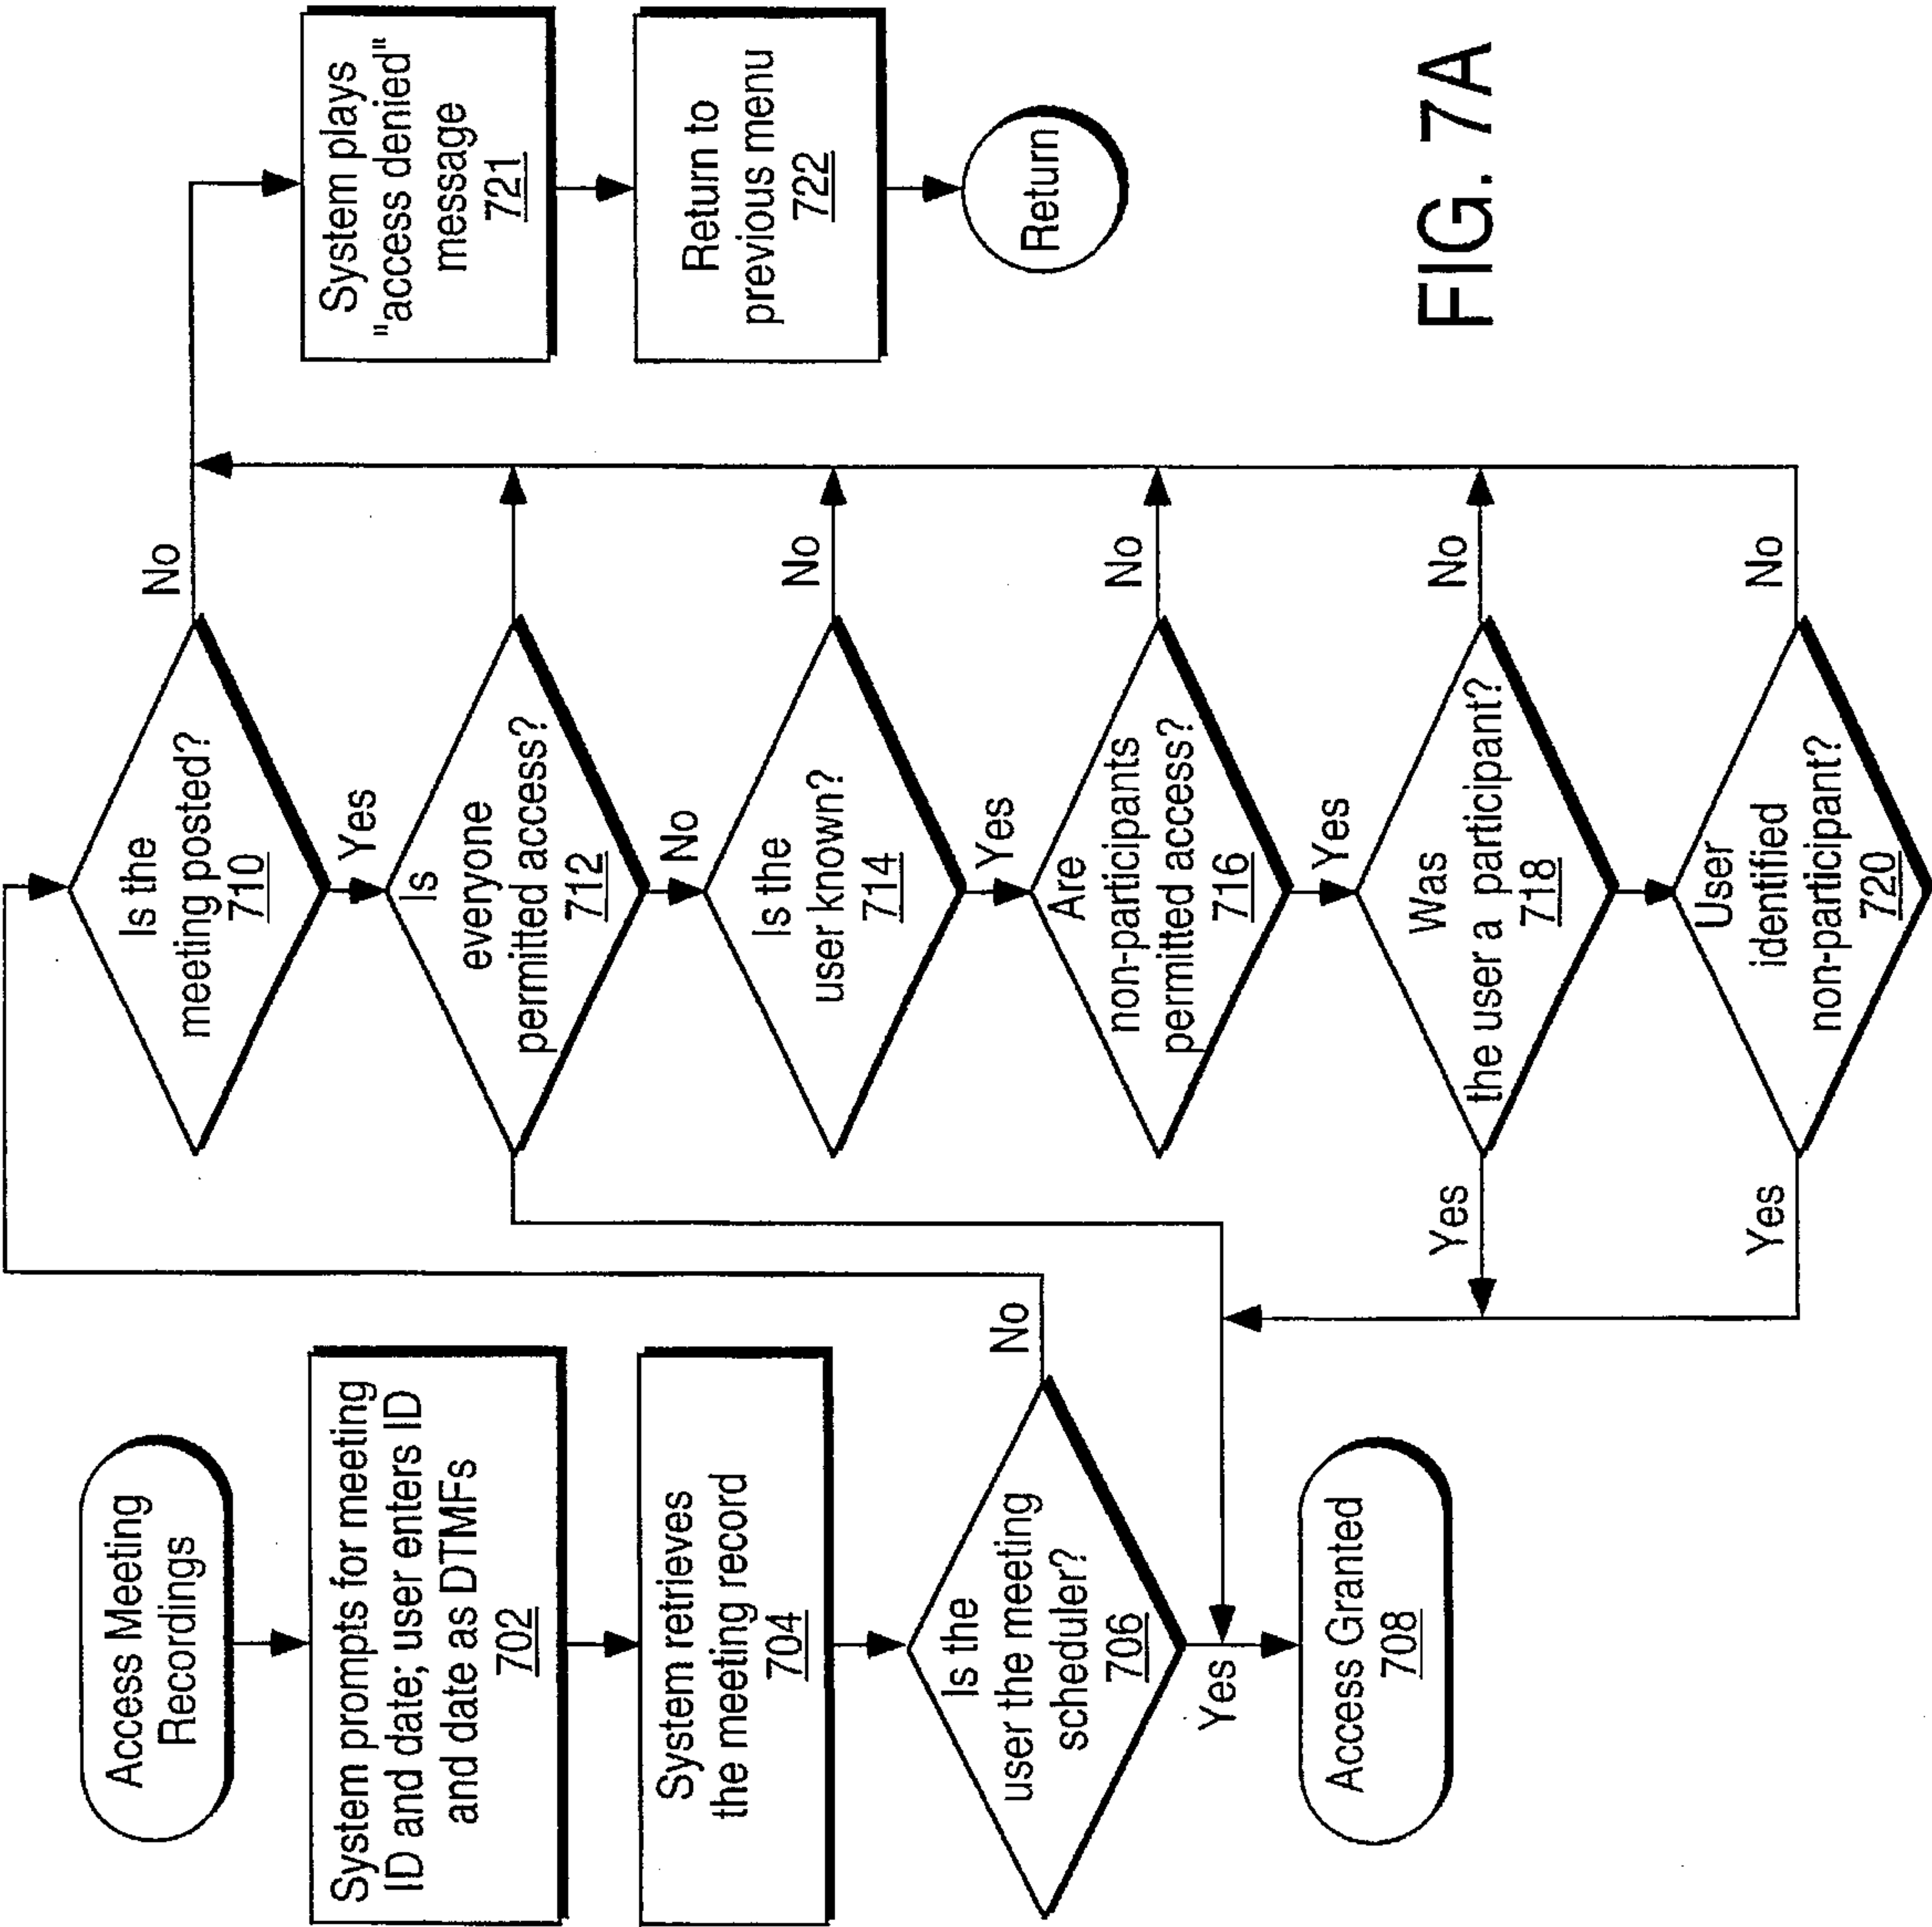 Access Meeting
Recordings
System prompts for meeting
ID and date; user enters ID
and date as DTMFs
702
System retrieves
the meeting record
704
Is the
user the meeting
scheduler?
706
No
Yes
Access Granted
708
Is the
meeting posted?
710
No
Yes
Is
everyone
permitted access?
712
No
Is the
user known?
714
No
Yes
Are
non-participants
permitted access?
716
No
Yes
Was
the user a participant?
718
Yes
No
User
identified
non-participant?
720
Yes
No
System plays
"access denied"
message
721
Return to
previous menu
722
Return
FIG. 7A